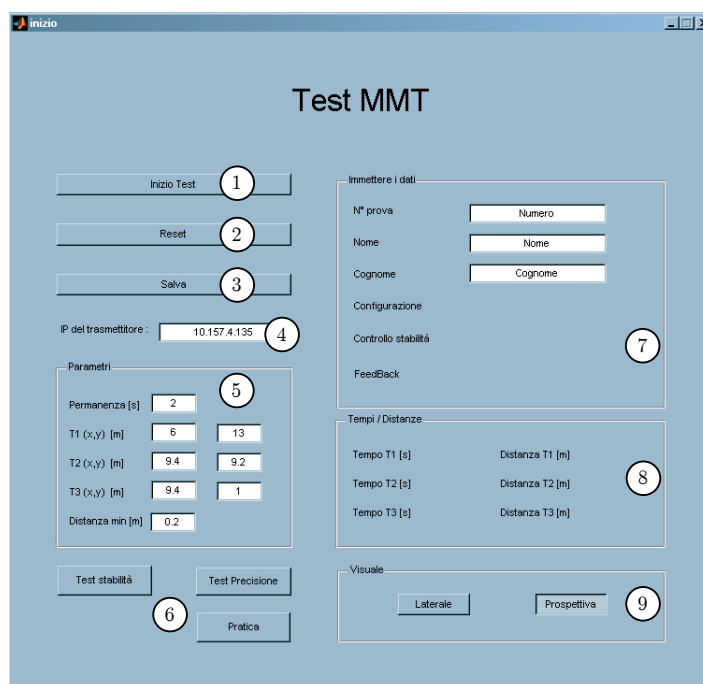 inizio
Test MMT
Inizio Test 1
Reset 2
Salva 3
IP del trasmettitore : 10.157.4.135 4
Parametri
5
Permanenza [s] 2
T1 (x,y) [m] 6 13
T2 (x,y) [m] 9.4 9.2
T3 (x,y) [m] 9.4 1
Distanza min [m] 0.2
Test stabilità Test Precisione
6
Pratica
Immettere i dati
N° prova Numero
Nome Nome
Cognome Cognome
Configurazione
Controllo stabilità
7
FeedBack
Tempi / Distanze
Tempo T1 [s] Distanza T1 [m]
Tempo T2 [s] Distanza T2 [m]
8
Tempo T3 [s] Distanza T3 [m]
Visuale
Laterale Prospettiva 9